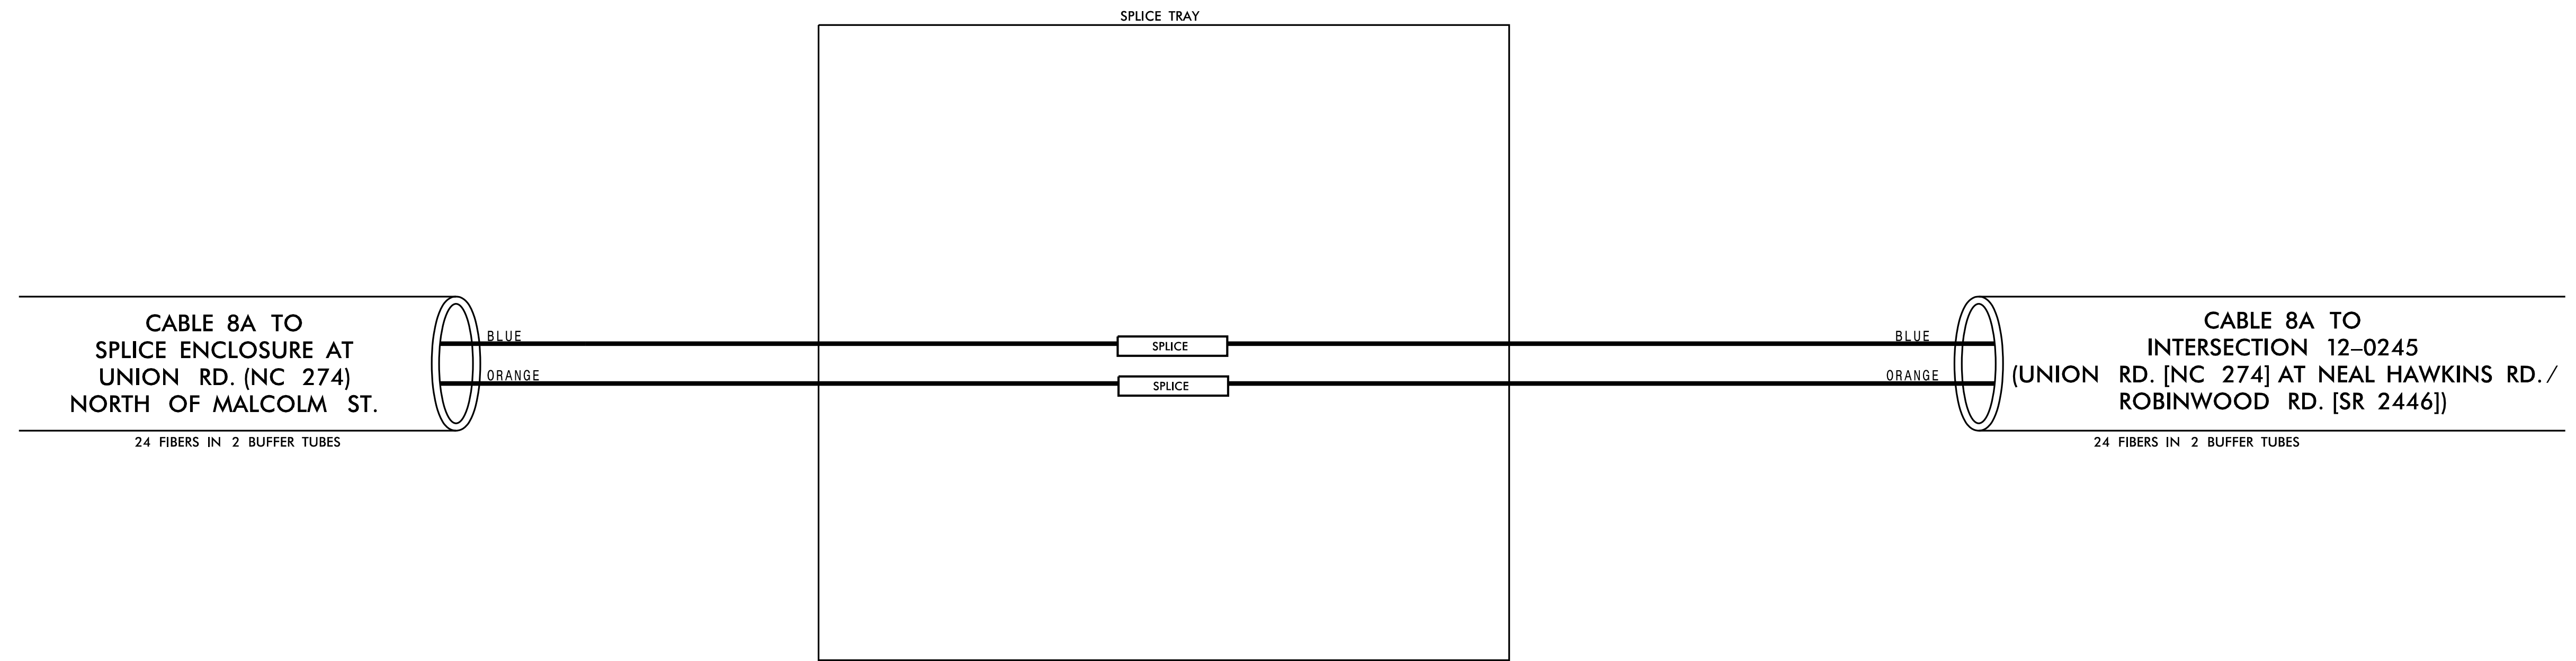 SPLICE TRAY
CABLE 8A TO
SPLICE ENCLOSURE AT
UNION RD. (NC 274)
NORTH OF MALCOLM ST.
24 FIBERS IN 2 BUFFER TUBES
BLUE
ORANGE
SPLICE
SPLICE
BLUE
ORANGE
CABLE 8A TO
INTERSECTION 12–0245
(UNION RD. [NC 274] AT NEAL HAWKINS RD./
ROBINWOOD RD. [SR 2446])
24 FIBERS IN 2 BUFFER TUBES